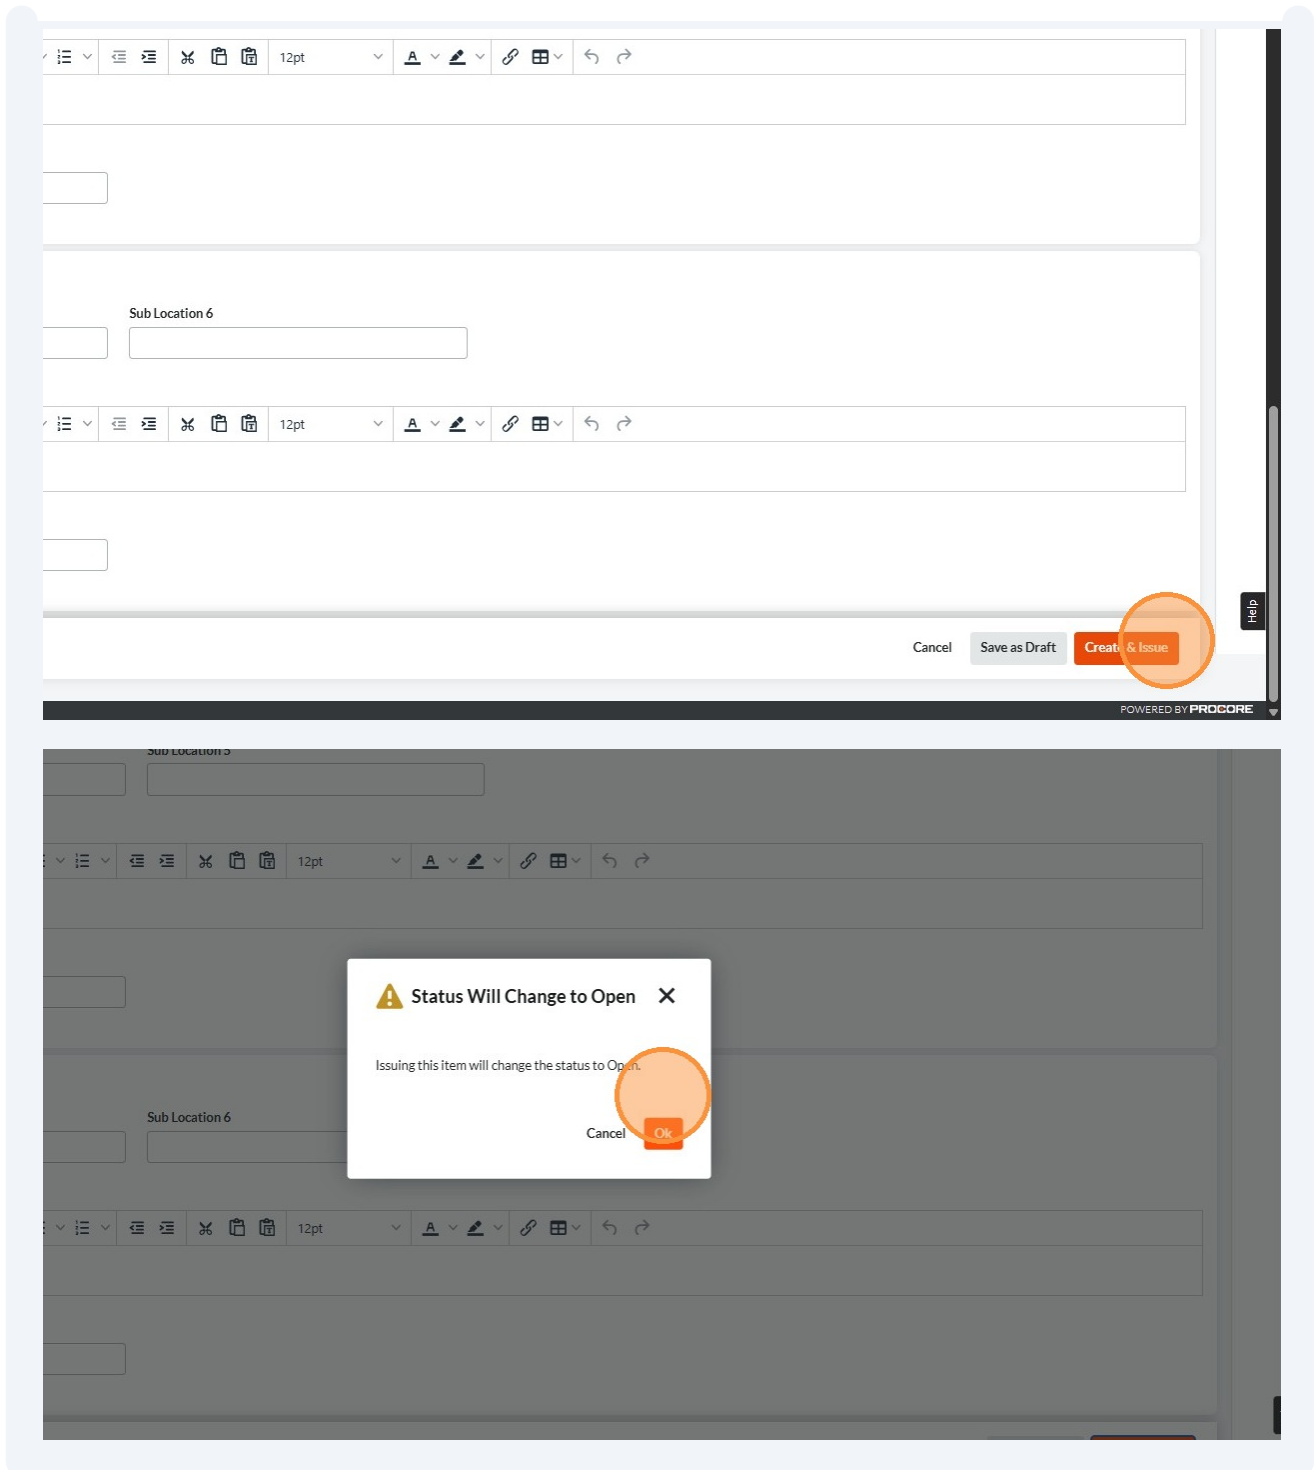 12pt
Sub Location 6
12pt
Help
Cancel Save as Draft Create & Issue
POWERED BY PROCORE
Sub Location 5
12pt
Status Will Change to Open
Issuing this item will change the status to Open.
Cancel Ok
Sub Location 6
12pt